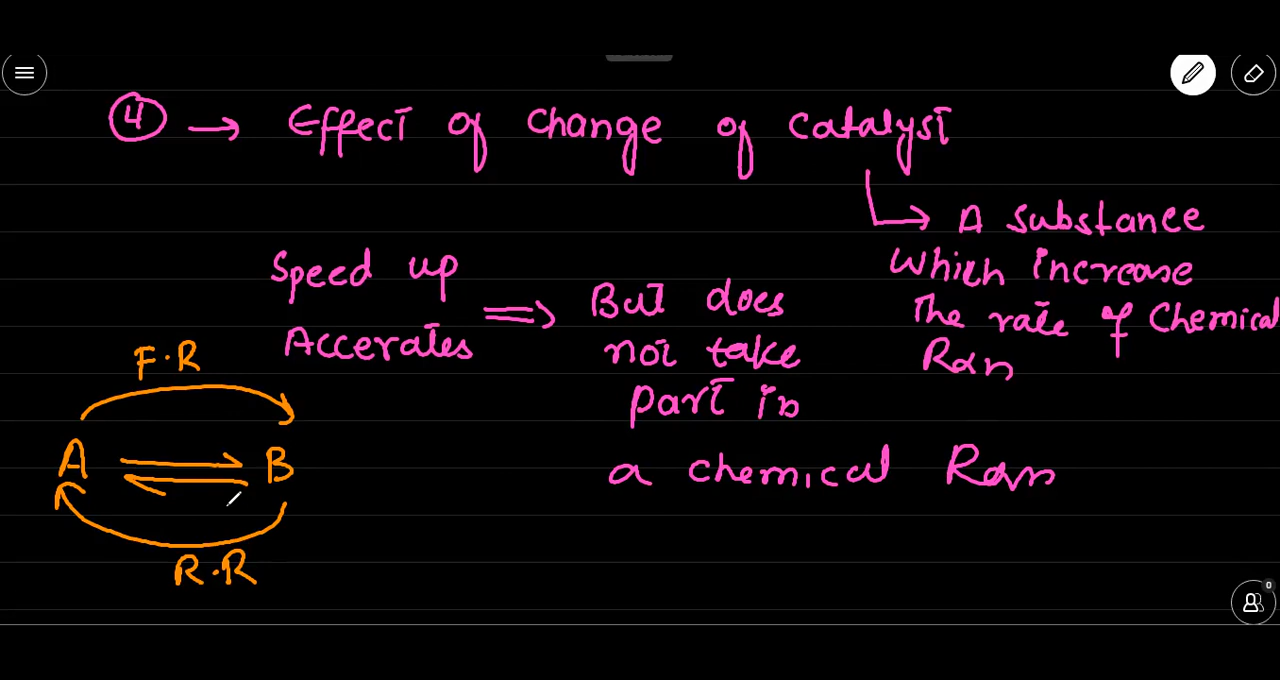 4 → Effect of change of catalyst
→ A substance
which increase
the rate of chemical
Rxn
Speed up
Accerates
⇒ But does
not take
part in
a chemical Rxn
F.R
A ⇌ B
R.R
0